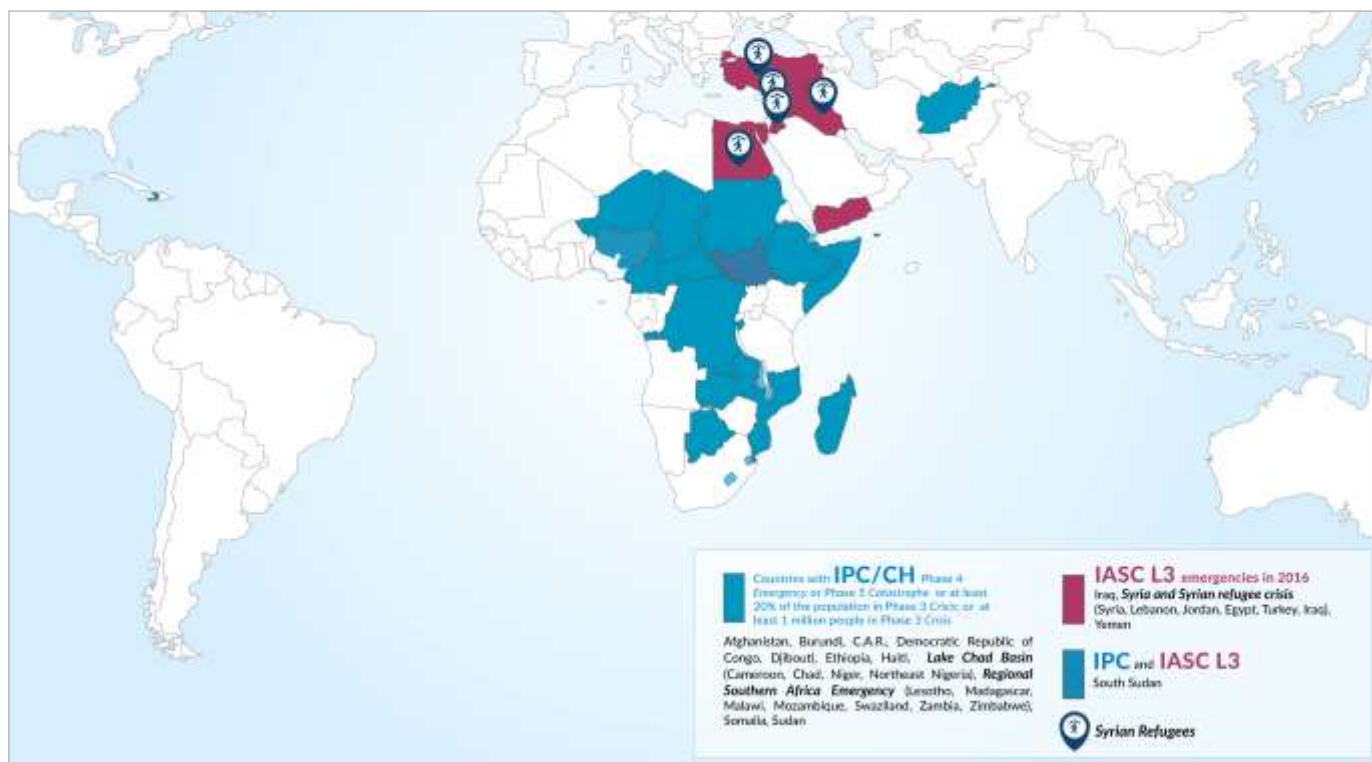 Countries with IPC/CH Phase 4
Emergency or Phase 5 Catastrophe or at least
20% of the population in Phase 3 Crisis; or at
least 1 million people in Phase 3 Crisis
Afghanistan, Burundi, C.A.R., Democratic Republic of
Congo, Djibouti, Ethiopia, Haiti, Lake Chad Basin
(Cameroon, Chad, Niger, Northeast Nigeria), Regional
Southern Africa Emergency (Lesotho, Madagascar,
Malawi, Mozambique, Swaziland, Zambia, Zimbabwe),
Somalia, Sudan
IASC L3 emergencies in 2016
Iraq, Syria and Syrian refugee crisis
(Syria, Lebanon, Jordan, Egypt, Turkey, Iraq),
Yemen
IPC and IASC L3
South Sudan
Syrian Refugees